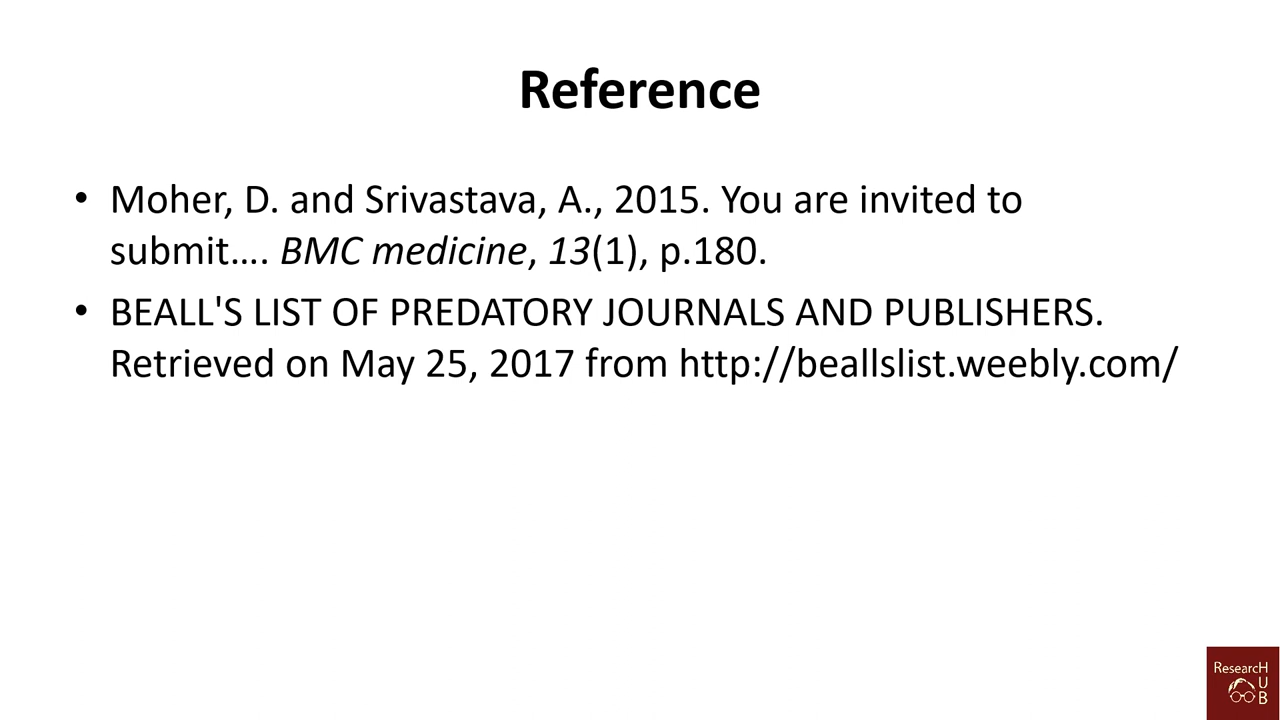 Reference
• Moher, D. and Srivastava, A., 2015. You are invited to
submit…. BMC medicine, 13(1), p.180.
• BEALL'S LIST OF PREDATORY JOURNALS AND PUBLISHERS.
Retrieved on May 25, 2017 from http://beallslist.weebly.com/
ResearcH
U
B